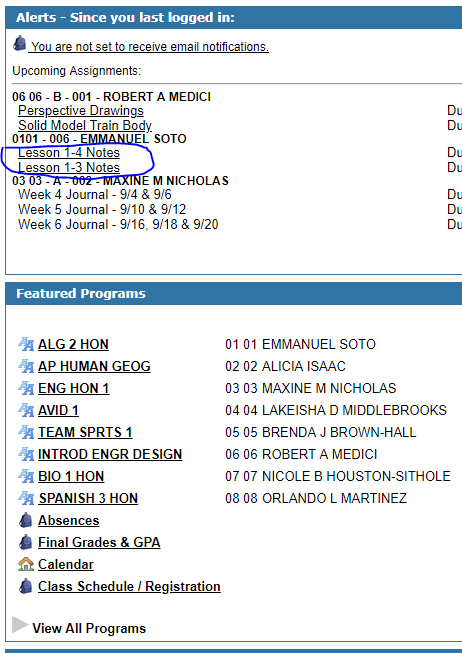 Alerts - Since you last logged in:
You are not set to receive email notifications.
Upcoming Assignments:
06 06 - B - 001 - ROBERT A MEDICI
Perspective Drawings Du
Solid Model Train Body Du
0101 - 006 - EMMANUEL SOTO
Lesson 1-4 Notes Du
Lesson 1-3 Notes Du
03 03 - A - 002 - MAXINE M NICHOLAS
Week 4 Journal - 9/4 & 9/6 Du
Week 5 Journal - 9/10 & 9/12 Du
Week 6 Journal - 9/16, 9/18 & 9/20 Du
Featured Programs
ALG 2 HON 01 01 EMMANUEL SOTO
AP HUMAN GEOG 02 02 ALICIA ISAAC
ENG HON 1 03 03 MAXINE M NICHOLAS
AVID 1 04 04 LAKEISHA D MIDDLEBROOKS
TEAM SPRTS 1 05 05 BRENDA J BROWN-HALL
INTROD ENGR DESIGN 06 06 ROBERT A MEDICI
BIO 1 HON 07 07 NICOLE B HOUSTON-SITHOLE
SPANISH 3 HON 08 08 ORLANDO L MARTINEZ
Absences
Final Grades & GPA
Calendar
Class Schedule / Registration
View All Programs